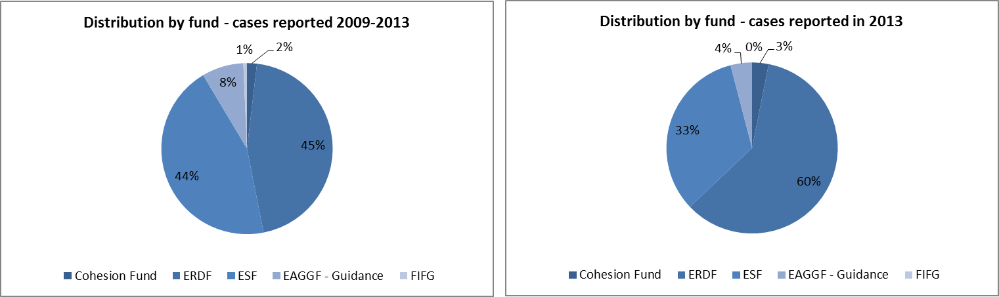 Distribution by fund - cases reported 2009-2013
1% 2%
8%
45%
44%
Cohesion Fund ERDF ESF EAGGF - Guidance FIFG
Distribution by fund - cases reported in 2013
4% 0% 3%
33%
60%
Cohesion Fund ERDF ESF EAGGF - Guidance FIFG